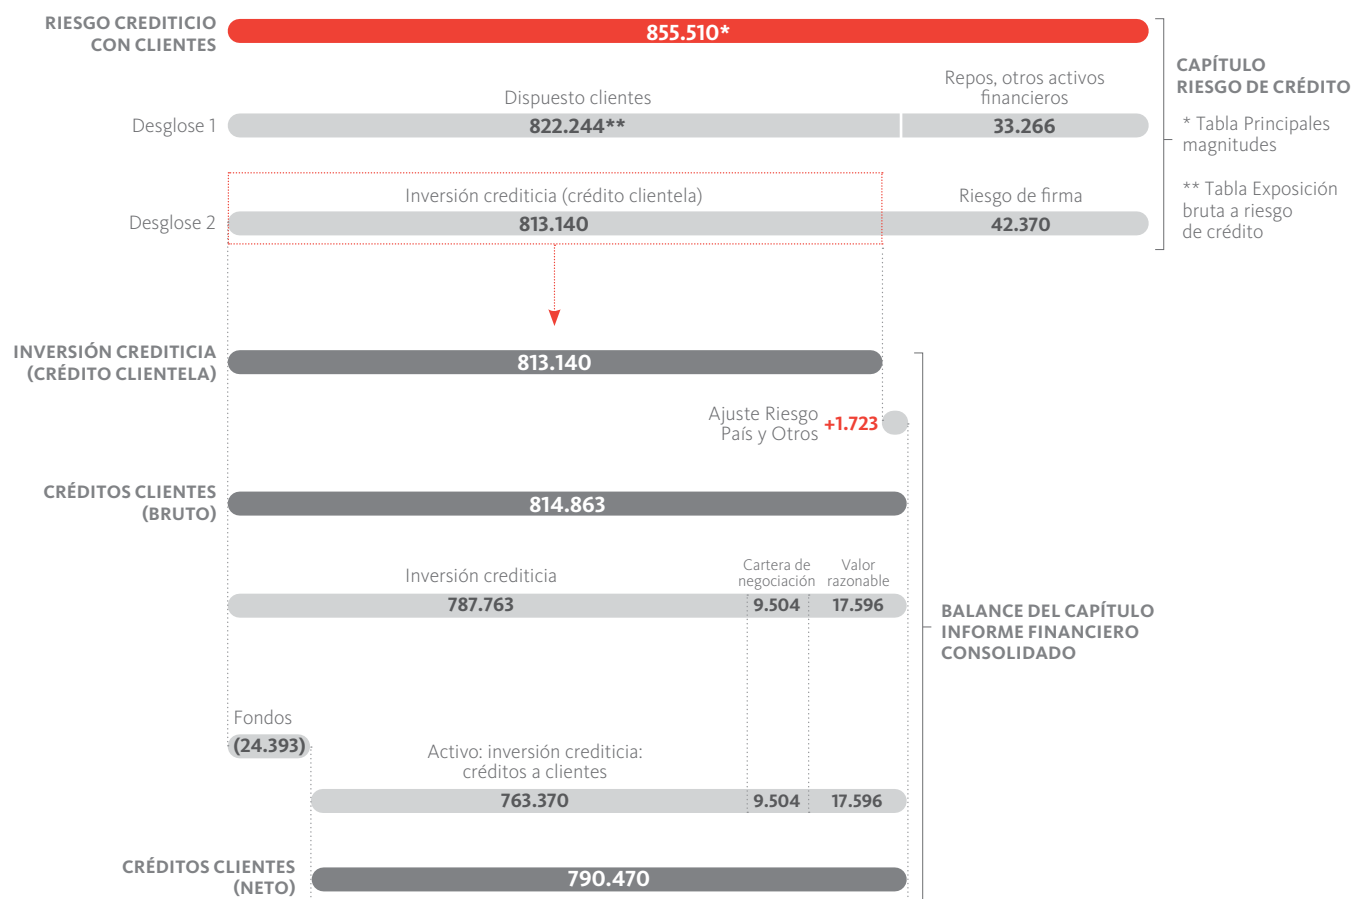 RIESGO CREDITICIO
CON CLIENTES
855.510*
CAPÍTULO
RIESGO DE CRÉDITO
* Tabla Principales
magnitudes
** Tabla Exposición
bruta a riesgo
de crédito
Dispuesto clientes
Repos, otros activos
financieros
Desglose 1
822.244**
33.266
Inversión crediticia (crédito clientela)
Riesgo de firma
Desglose 2
813.140
42.370
INVERSIÓN CREDITICIA
(CRÉDITO CLIENTELA)
813.140
Ajuste Riesgo
País y Otros
+1.723
CRÉDITOS CLIENTES
(BRUTO)
814.863
Inversión crediticia
Cartera de
negociación
Valor
razonable
787.763
9.504
17.596
BALANCE DEL CAPÍTULO
INFORME FINANCIERO
CONSOLIDADO
Fondos
(24.393)
Activo: inversión crediticia:
créditos a clientes
763.370
9.504
17.596
CRÉDITOS CLIENTES
(NETO)
790.470